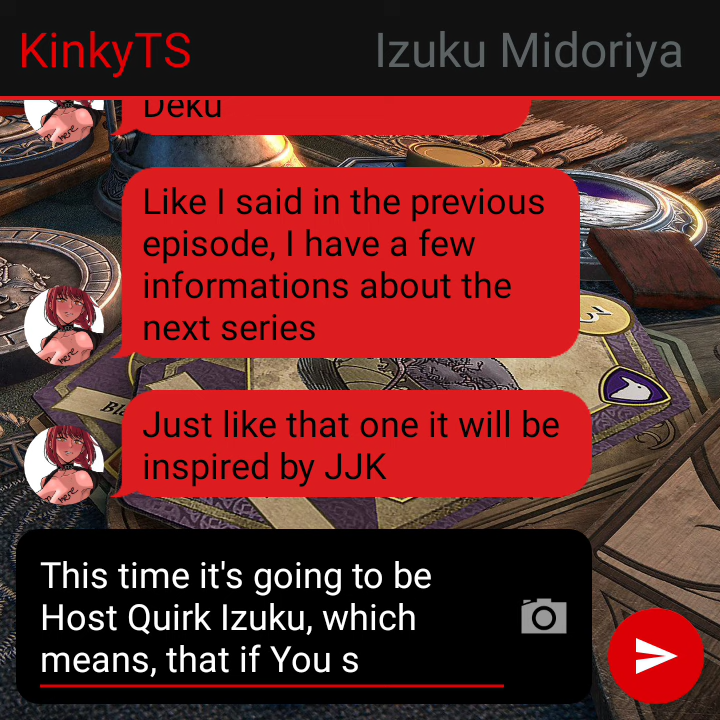 KinkyTS Izuku Midoriya
Deku
Like I said in the previous
episode, I have a few
informations about the
next series
Just like that one it will be
inspired by JJK
This time it's going to be
Host Quirk Izuku, which
means, that if You s